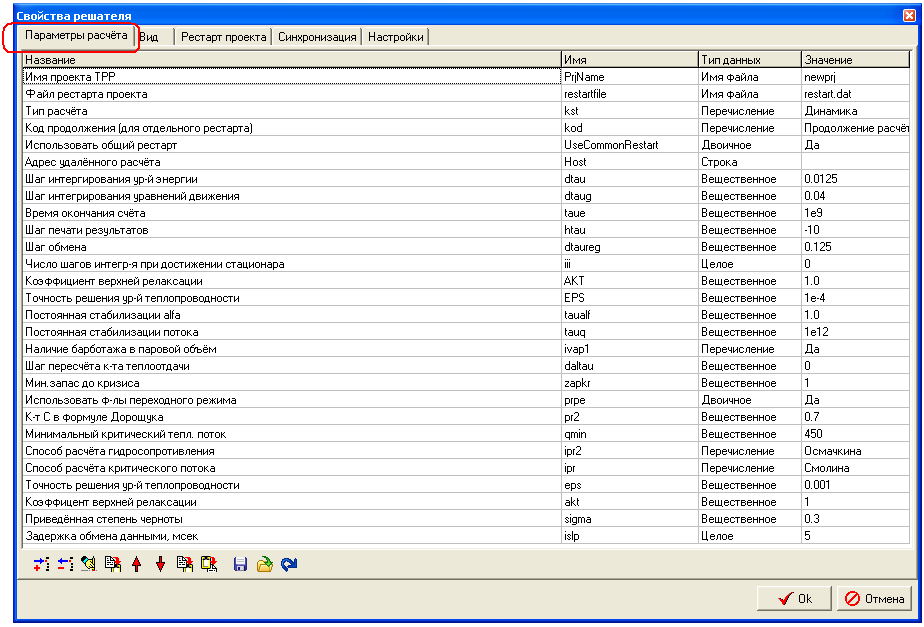 Свойства решателя
Параметры расчёта Вид Рестарт проекта Синхронизация Настройки
Название Имя Тип данных Значение
Имя проекта ТРР PrjName Имя файла newprj
Файл рестарта проекта restartfile Имя файла restart.dat
Тип расчёта kst Перечисление Динамика
Код продолжения (для отдельного рестарта) kod Перечисление Продолжение расчёт
Использовать общий рестарт UseCommonRestart Двоичное Да
Адрес удалённого расчёта Host Строка
Шаг интергирования ур-й энергии dtau Вещественное 0.0125
Шаг интегрирования уравнений движения dtaug Вещественное 0.04
Время окончания счёта taue Вещественное 1e9
Шаг печати результатов htau Вещественное -10
Шаг обмена dtaureg Вещественное 0.125
Число шагов интегр-я при достижении стационара iii Целое 0
Коэффициент верхней релаксации AKT Вещественное 1.0
Точность решения ур-й теплопроводности EPS Вещественное 1e-4
Постоянная стабилизации alfa taualf Вещественное 1.0
Постоянная стабилизации потока tauq Вещественное 1e12
Наличие барботажа в паровой объём ivap1 Перечисление Да
Шаг пересчёта к-та теплоотдачи daltau Вещественное 0
Мин.запас до кризиса zapkr Вещественное 1
Использовать ф-лы переходного режима prpe Двоичное Да
К-т С в формуле Дорощука pr2 Вещественное 0.7
Минимальный критический тепл. поток qmin Вещественное 450
Способ расчёта гидросопротивления ipr2 Перечисление Осмачкина
Способ расчёта критического потока ipr Перечисление Смолина
Точность решения ур-й теплопроводности eps Вещественное 0.001
Коэффицент верхней релаксации akt Вещественное 1
Приведённая степень черноты sigma Вещественное 0.3
Задержка обмена данными, мсек islp Целое 5
Ok Отмена